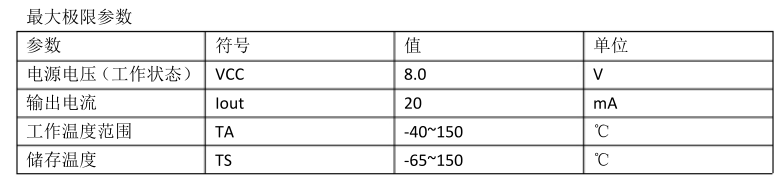 最大极限参数
参数 符号 值 单位
电源电压（工作状态） VCC 8.0 V
输出电流 Iout 20 mA
工作温度范围 TA -40~150 ℃
储存温度 TS -65~150 ℃